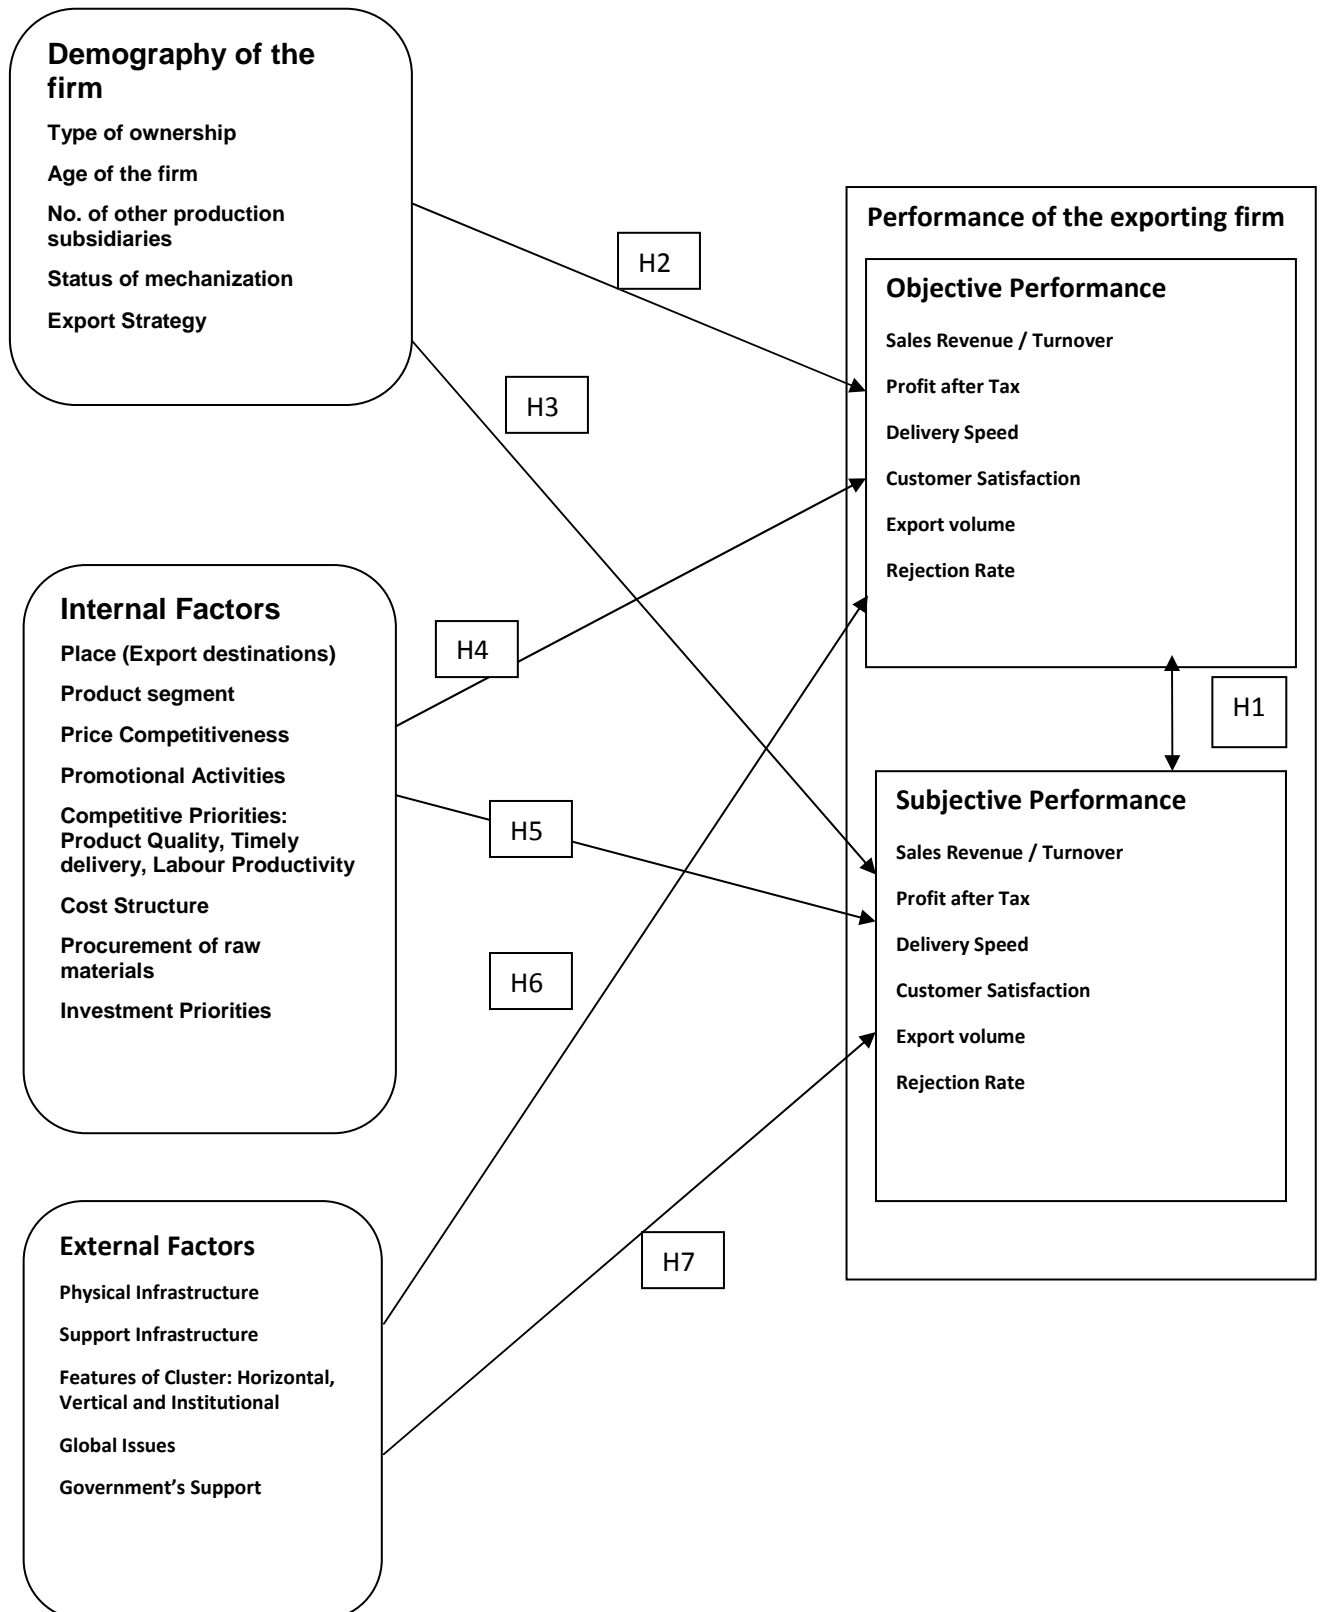 Demography of the
firm
Type of ownership
Age of the firm
No. of other production
subsidiaries
Status of mechanization
Export Strategy
H2
H3
Performance of the exporting firm
Objective Performance
Sales Revenue / Turnover
Profit after Tax
Delivery Speed
Customer Satisfaction
Export volume
Rejection Rate
Internal Factors
Place (Export destinations)
Product segment
Price Competitiveness
Promotional Activities
Competitive Priorities:
Product Quality, Timely
delivery, Labour Productivity
Cost Structure
Procurement of raw
materials
Investment Priorities
H4
H5
H6
H1
Subjective Performance
Sales Revenue / Turnover
Profit after Tax
Delivery Speed
Customer Satisfaction
Export volume
Rejection Rate
External Factors
Physical Infrastructure
Support Infrastructure
Features of Cluster: Horizontal,
Vertical and Institutional
Global Issues
Government’s Support
H7